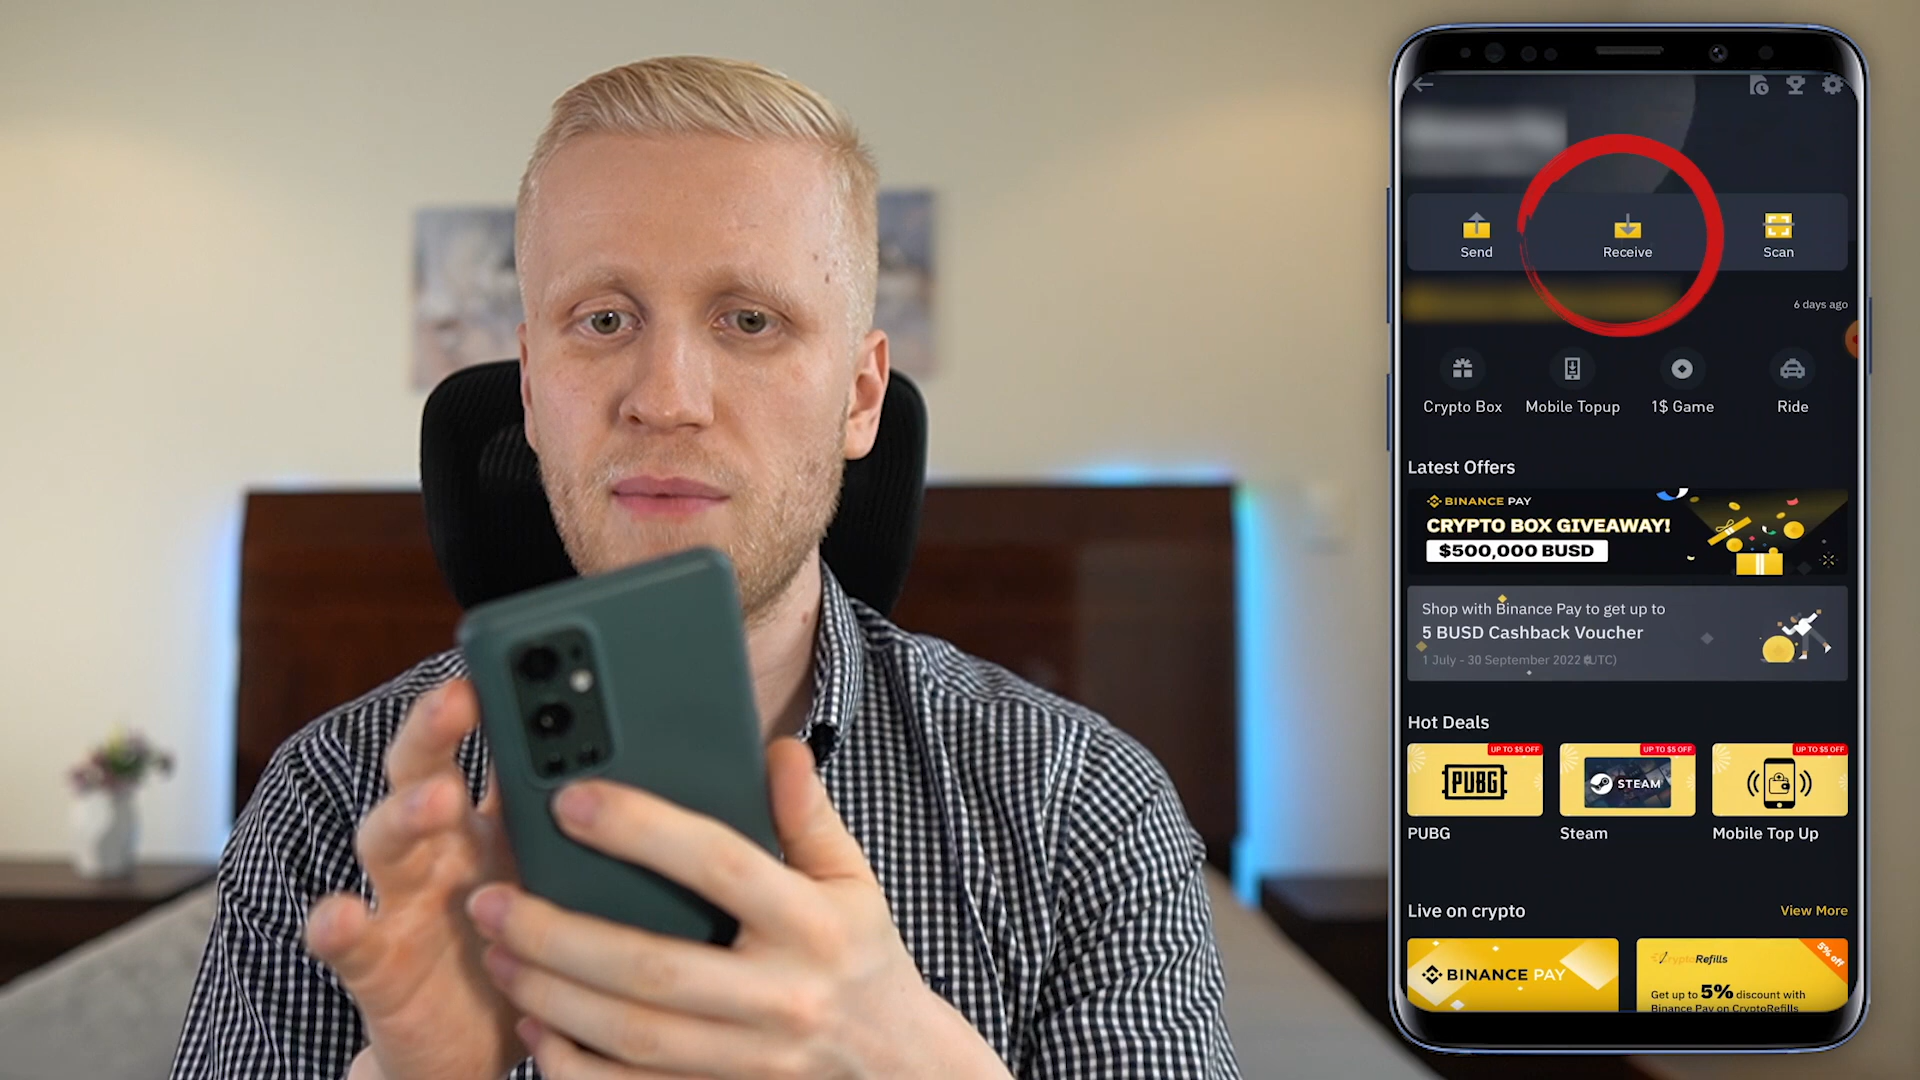 Send
Receive
Scan
6 days ago
Crypto Box
Mobile Topup
1$ Game
Ride
Latest Offers
BINANCE PAY
CRYPTO BOX GIVEAWAY!
$500,000 BUSD
Shop with Binance Pay to get up to
5 BUSD Cashback Voucher
1 July - 30 September 2022 (UTC)
Hot Deals
UP TO $5 OFF
UP TO $5 OFF
UP TO $5 OFF
PUBG
STEAM
PUBG
Steam
Mobile Top Up
Live on crypto
View More
BINANCE PAY
CryptoRefills
5% off
Get up to 5% discount with
Binance Pay on CryptoRefills